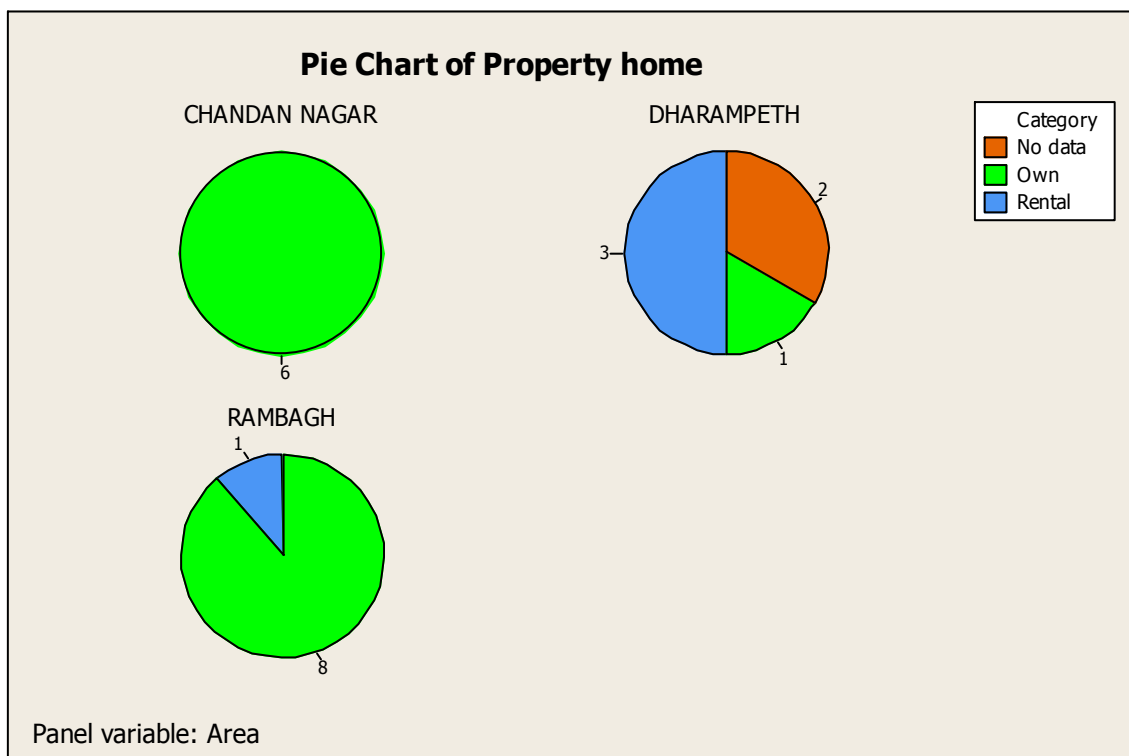 Pie Chart of Property home
CHANDAN NAGAR
6
DHARAMPETH
2
3
1
Category
No data
Own
Rental
RAMBAGH
1
8
Panel variable: Area